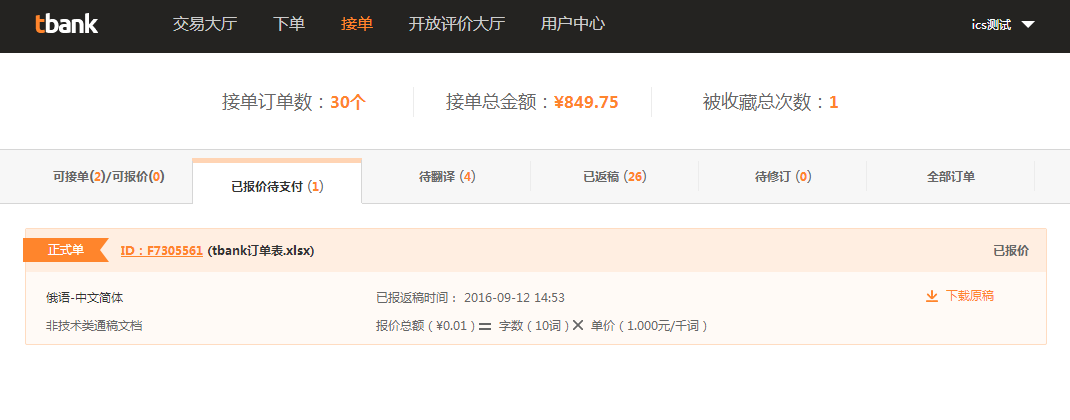 tbank 交易大厅 下单 接单 开放评价大厅 用户中心 ics测试
接单订单数：30个 接单总金额：¥849.75 被收藏总次数：1
可接单(2)/可报价(0) 已报价待支付 (1) 待翻译 (4) 已返稿 (26) 待修订 (0) 全部订单
正式单 ID：F7305561 (tbank订单表.xlsx) 已报价
俄语-中文简体 已报返稿时间： 2016-09-12 14:53 下载原稿
非技术类通稿文档 报价总额（¥0.01）= 字数（10词）× 单价（1.000元/千词）